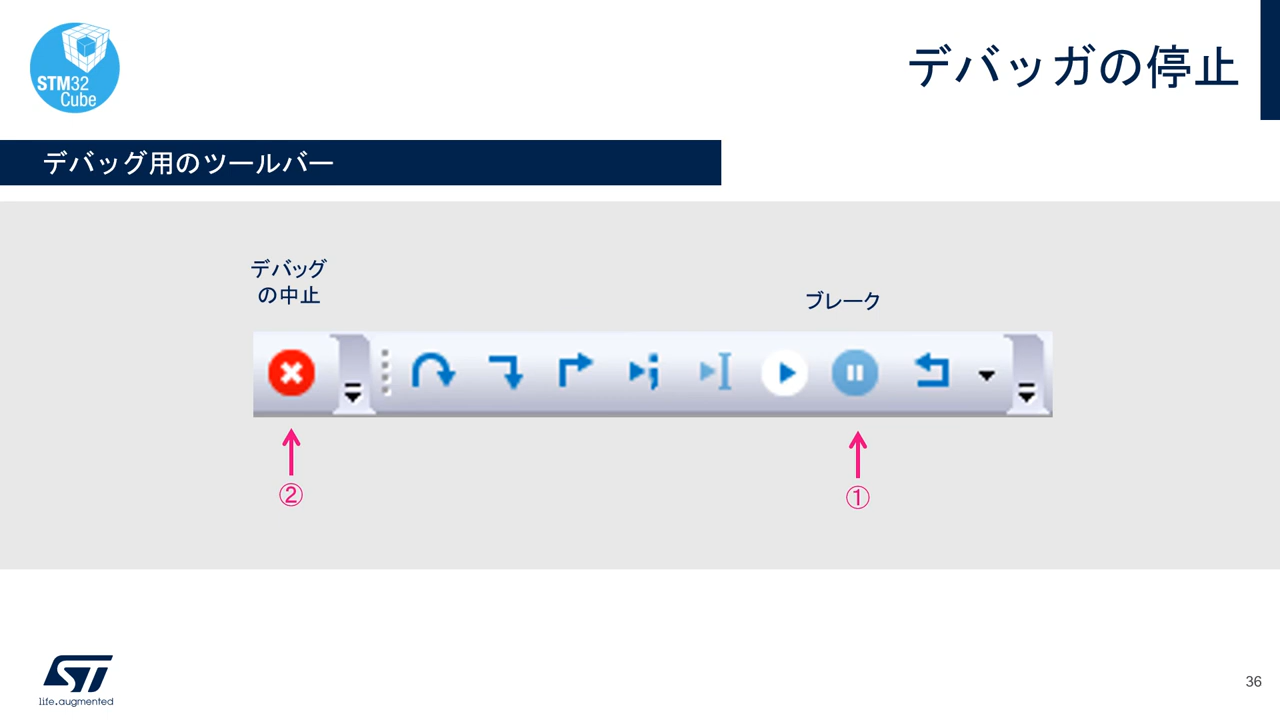 STM32
Cube
デバッガの停止
デバッグ用のツールバー
デバッグ
の中止
ブレーク
②
①
ST
life.augmented
36